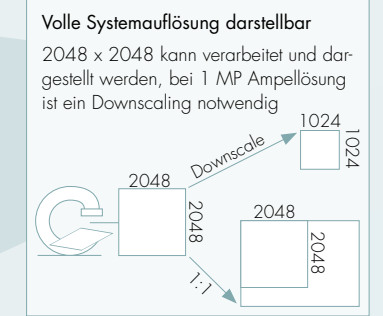 Volle Systemauflösung darstellbar
2048 x 2048 kann verarbeitet und dar-
gestellt werden, bei 1 MP Ampellösung
ist ein Downscaling notwendig
1024
1024
Downscale
2048
2048
2048
2048
1:1